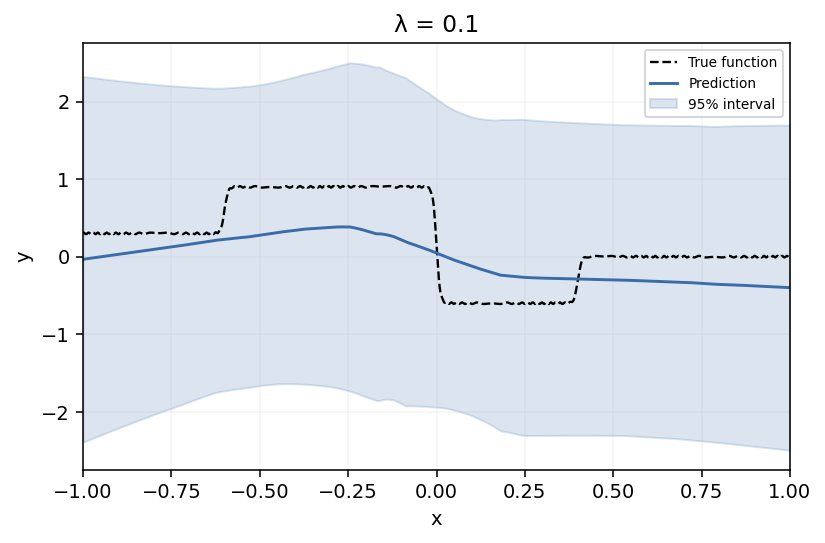 λ = 0.1
True function
Prediction
95% interval
y
2
1
0
−1
−2
−1.00 −0.75 −0.50 −0.25 0.00 0.25 0.50 0.75 1.00
x